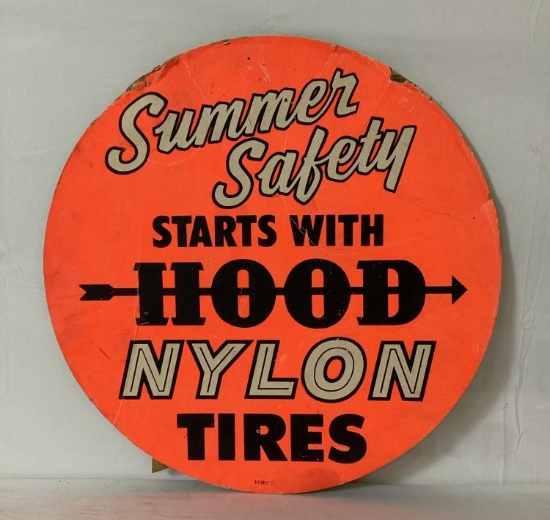 Summer
Safety
STARTS WITH
HOOD
NYLON
TIRES